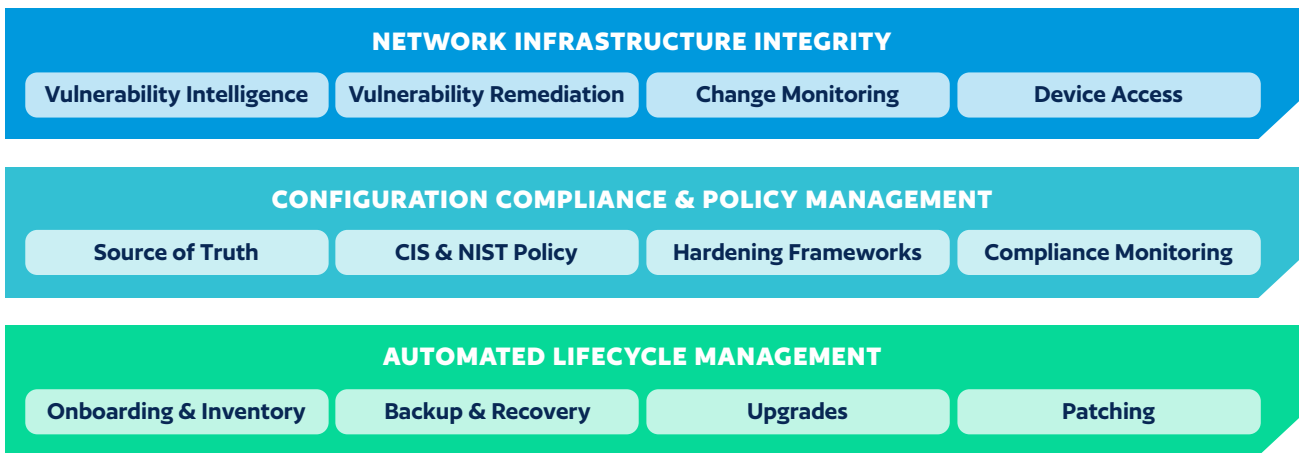 NETWORK INFRASTRUCTURE INTEGRITY
Vulnerability Intelligence Vulnerability Remediation Change Monitoring Device Access
CONFIGURATION COMPLIANCE & POLICY MANAGEMENT
Source of Truth CIS & NIST Policy Hardening Frameworks Compliance Monitoring
AUTOMATED LIFECYCLE MANAGEMENT
Onboarding & Inventory Backup & Recovery Upgrades Patching